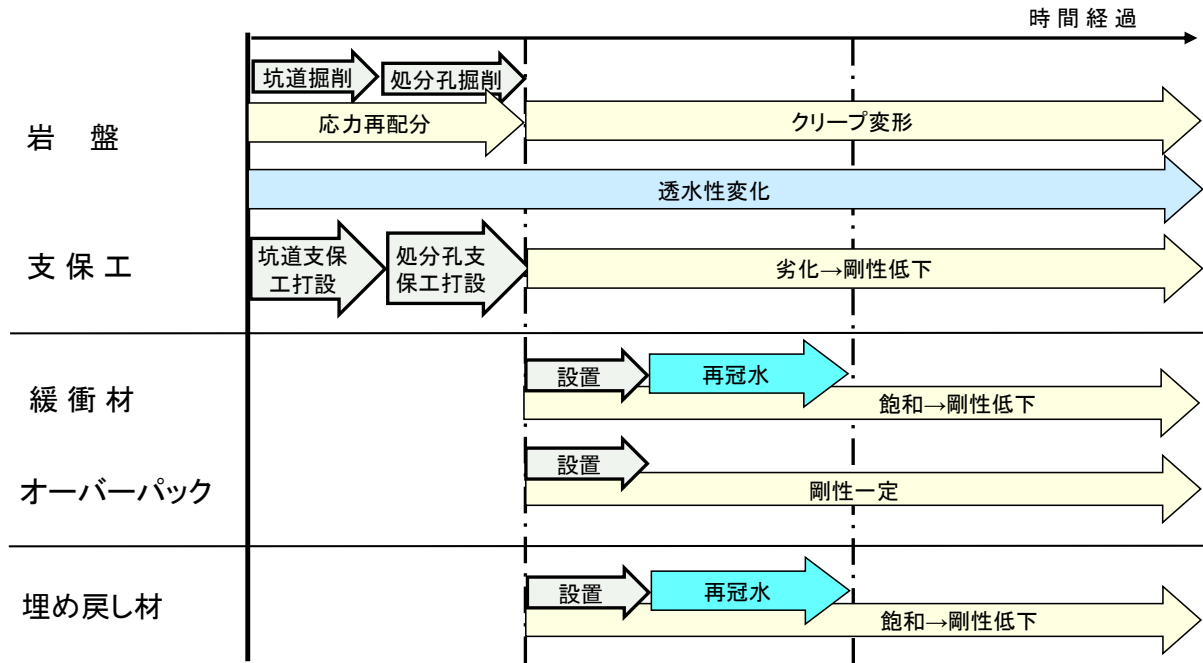 時間経過
坑道掘削
処分孔掘削
応力再配分
クリープ変形
岩 盤
透水性変化
支保工
坑道支保
工打設
処分孔支
保工打設
劣化→剛性低下
設置
再冠水
緩衝材
飽和→剛性低下
設置
オーバーパック
剛性一定
設置
再冠水
埋め戻し材
飽和→剛性低下